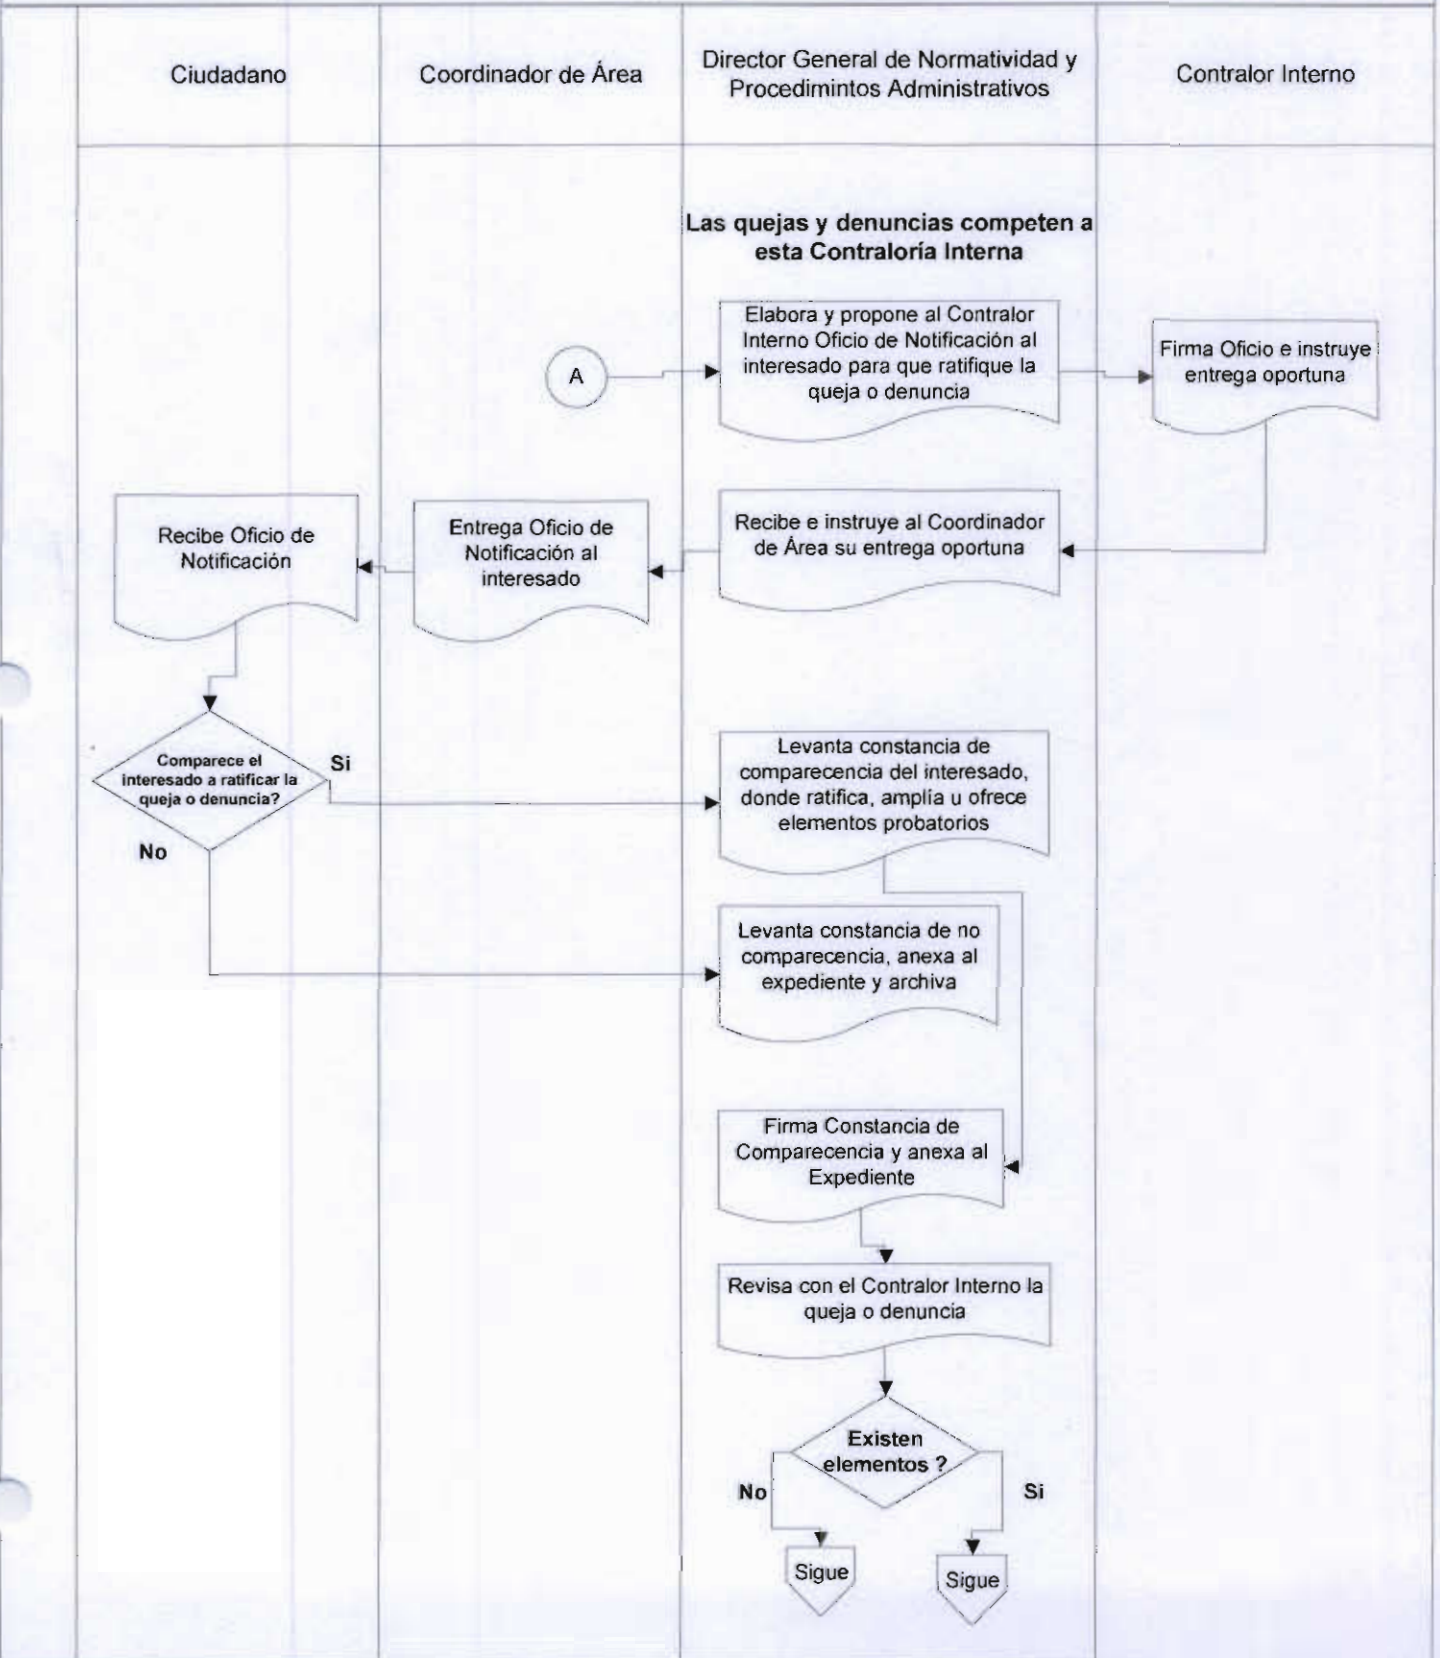 Ciudadano
Coordinador de Área
Director General de Normatividad y
Procedimintos Administrativos
Contralor Interno
Las quejas y denuncias competen a
esta Contraloría Interna
A
Elabora y propone al Contralor
Interno Oficio de Notificación al
interesado para que ratifique la
queja o denuncia
Firma Oficio e instruye
entrega oportuna
Recibe Oficio de
Notificación
Entrega Oficio de
Notificación al
interesado
Recibe e instruye al Coordinador
de Área su entrega oportuna
Comparece el
interesado a ratificar la
queja o denuncia?
Si
No
Levanta constancia de
comparecencia del interesado,
donde ratifica, amplía u ofrece
elementos probatorios
Levanta constancia de no
comparecencia, anexa al
expediente y archiva
Firma Constancia de
Comparecencia y anexa al
Expediente
Revisa con el Contralor Interno la
queja o denuncia
Existen
elementos ?
No
Si
Sigue
Sigue